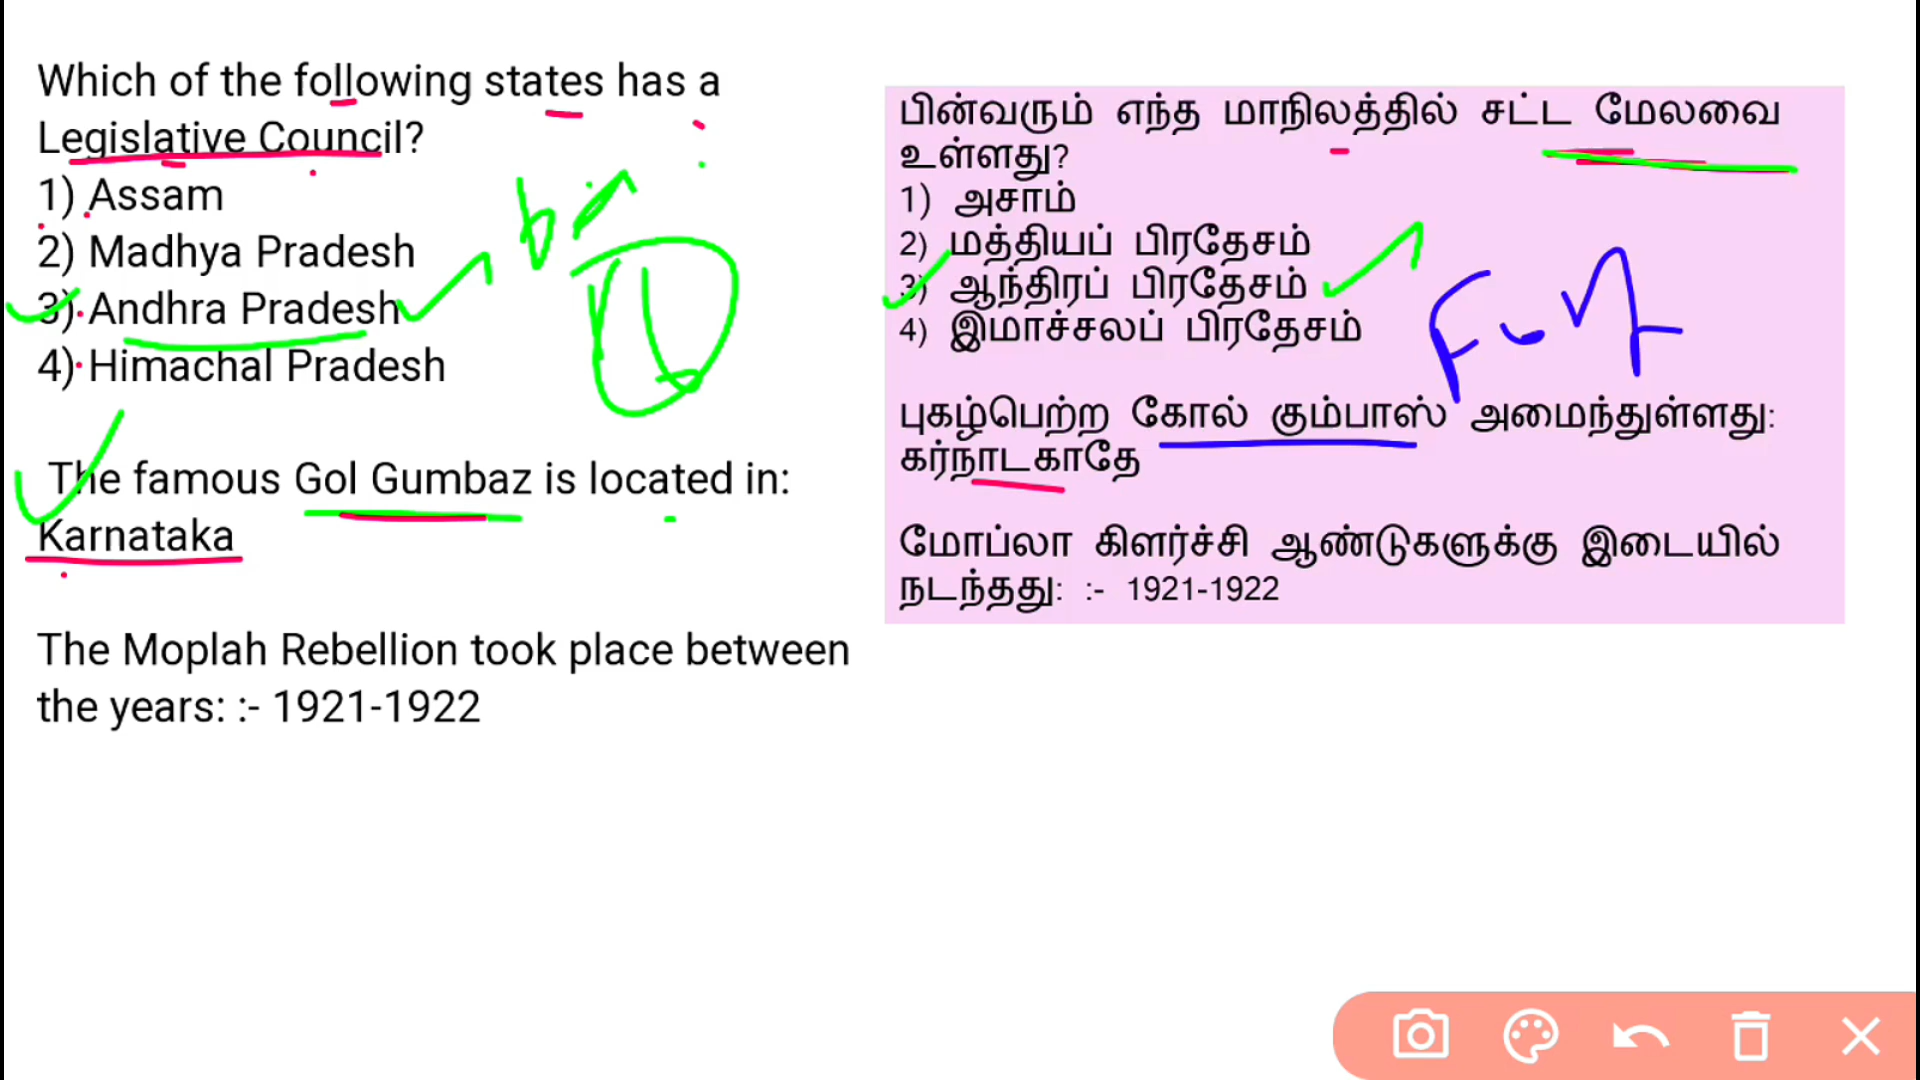 Which of the following states has a
Legislative Council?
1) Assam
2) Madhya Pradesh
3) Andhra Pradesh
4) Himachal Pradesh
The famous Gol Gumbaz is located in:
Karnataka
The Moplah Rebellion took place between
the years: :- 1921-1922
பின்வரும் எந்த மாநிலத்தில் சட்ட மேலவை
உள்ளது?
1) அசாம்
2) மத்தியப் பிரதேசம்
3) ஆந்திரப் பிரதேசம்
4) இமாச்சலப் பிரதேசம்
புகழ்பெற்ற கோல் கும்பாஸ் அமைந்துள்ளது:
கர்நாடகாதே
மோப்லா கிளர்ச்சி ஆண்டுகளுக்கு இடையில்
நடந்தது: :- 1921-1922